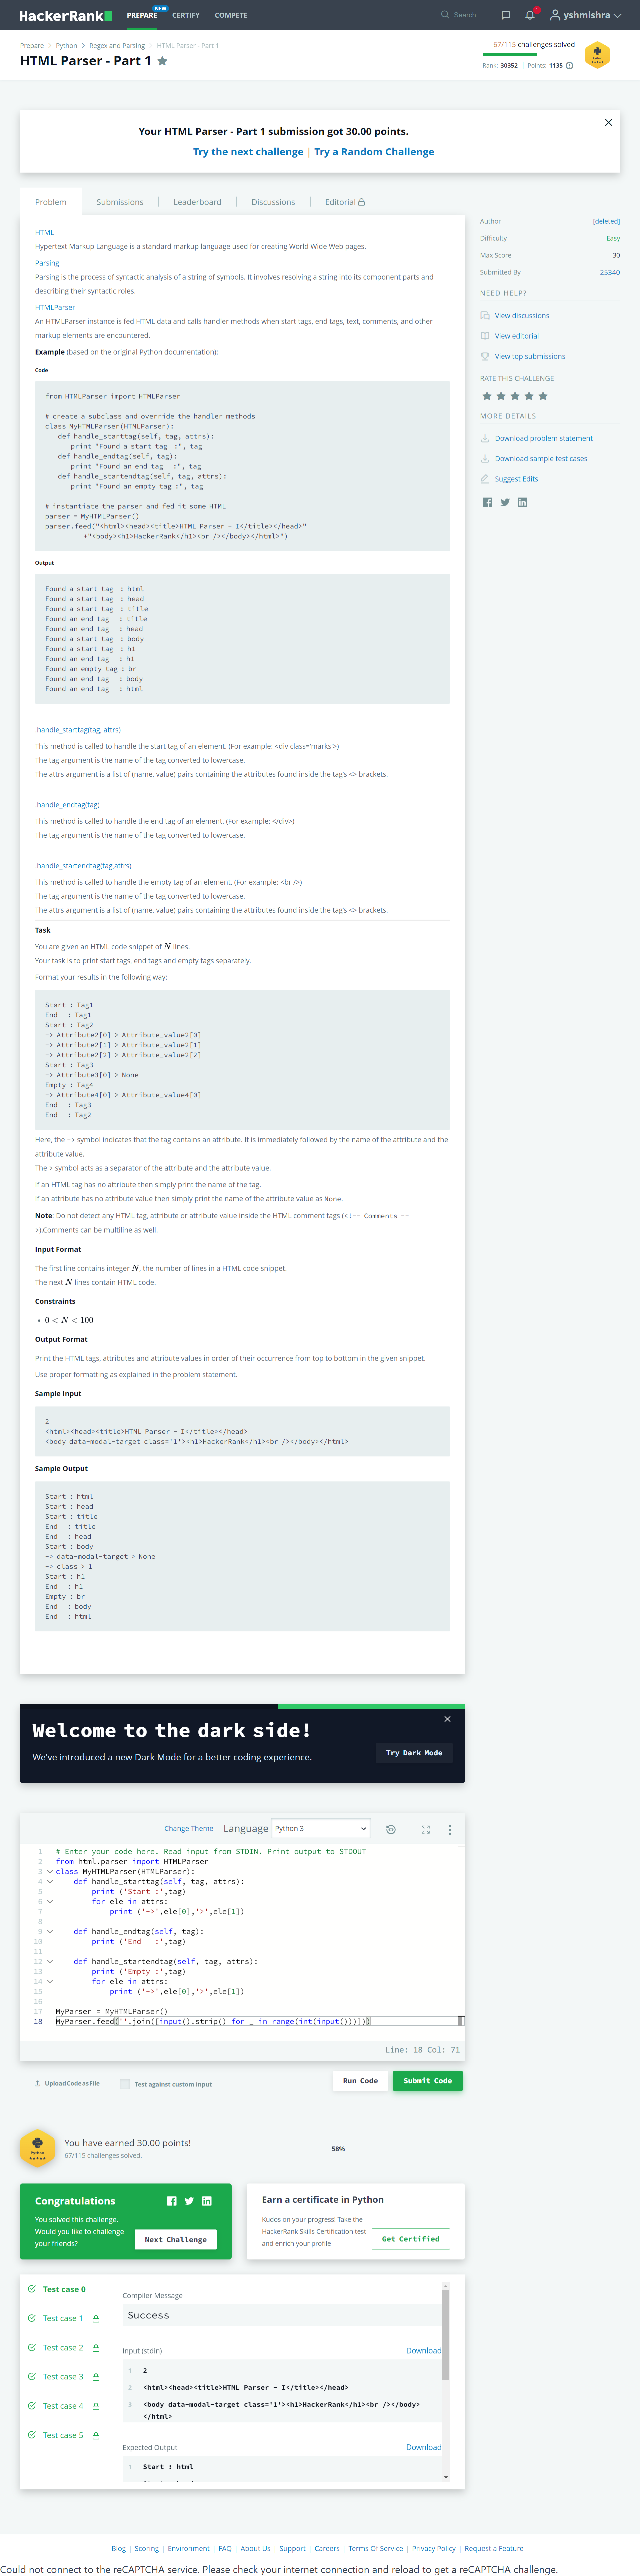 HackerRank
PREPARE
NEW
CERTIFY
COMPETE
Search
1
yshmishra
Prepare > Python > Regex and Parsing > HTML Parser - Part 1
HTML Parser - Part 1
67/115 challenges solved
Rank: 30352 | Points: 1135
Python
Your HTML Parser - Part 1 submission got 30.00 points.
Try the next challenge | Try a Random Challenge
Problem
Submissions
Leaderboard
Discussions
Editorial
HTML
Hypertext Markup Language is a standard markup language used for creating World Wide Web pages.
Parsing
Parsing is the process of syntactic analysis of a string of symbols. It involves resolving a string into its component parts and
describing their syntactic roles.
HTMLParser
An HTMLParser instance is fed HTML data and calls handler methods when start tags, end tags, text, comments, and other
markup elements are encountered.
Example (based on the original Python documentation):
Code
from HTMLParser import HTMLParser
# create a subclass and override the handler methods
class MyHTMLParser(HTMLParser):
def handle_starttag(self, tag, attrs):
print "Found a start tag  :", tag
def handle_endtag(self, tag):
print "Found an end tag   :", tag
def handle_startendtag(self, tag, attrs):
print "Found an empty tag :", tag
# instantiate the parser and fed it some HTML
parser = MyHTMLParser()
parser.feed("<html><head><title>HTML Parser - I</title></head>"
+"<body><h1>HackerRank</h1><br /></body></html>")
Output
Found a start tag  : html
Found a start tag  : head
Found a start tag  : title
Found an end tag   : title
Found an end tag   : head
Found a start tag  : body
Found a start tag  : h1
Found an end tag   : h1
Found an empty tag : br
Found an end tag   : body
Found an end tag   : html
.handle_starttag(tag, attrs)
This method is called to handle the start tag of an element. (For example: <div class='marks'>)
The tag argument is the name of the tag converted to lowercase.
The attrs argument is a list of (name, value) pairs containing the attributes found inside the tag's <> brackets.
.handle_endtag(tag)
This method is called to handle the end tag of an element. (For example: </div>)
The tag argument is the name of the tag converted to lowercase.
.handle_startendtag(tag,attrs)
This method is called to handle the empty tag of an element. (For example: <br />)
The tag argument is the name of the tag converted to lowercase.
The attrs argument is a list of (name, value) pairs containing the attributes found inside the tag's <> brackets.
Task
You are given an HTML code snippet of N lines.
Your task is to print start tags, end tags and empty tags separately.
Format your results in the following way:
Start : Tag1
End   : Tag1
Start : Tag2
-> Attribute2[0] > Attribute_value2[0]
-> Attribute2[1] > Attribute_value2[1]
-> Attribute2[2] > Attribute_value2[2]
Start : Tag3
-> Attribute3[0] > None
Empty : Tag4
-> Attribute4[0] > Attribute_value4[0]
End   : Tag3
End   : Tag2
Here, the -> symbol indicates that the tag contains an attribute. It is immediately followed by the name of the attribute and the
attribute value.
The > symbol acts as a separator of the attribute and the attribute value.
If an HTML tag has no attribute then simply print the name of the tag.
If an attribute has no attribute value then simply print the name of the attribute value as None.
Note: Do not detect any HTML tag, attribute or attribute value inside the HTML comment tags (<!-- Comments --
>).Comments can be multiline as well.
Input Format
The first line contains integer N, the number of lines in a HTML code snippet.
The next N lines contain HTML code.
Constraints
• 0 < N < 100
Output Format
Print the HTML tags, attributes and attribute values in order of their occurrence from top to bottom in the given snippet.
Use proper formatting as explained in the problem statement.
Sample Input
2
<html><head><title>HTML Parser - I</title></head>
<body data-modal-target class='1'><h1>HackerRank</h1><br /></body></html>
Sample Output
Start : html
Start : head
Start : title
End   : title
End   : head
Start : body
-> data-modal-target > None
-> class > 1
Start : h1
End   : h1
Empty : br
End   : body
End   : html
Author [deleted]
Difficulty Easy
Max Score 30
Submitted By 25340
NEED HELP?
View discussions
View editorial
View top submissions
RATE THIS CHALLENGE
MORE DETAILS
Download problem statement
Download sample test cases
Suggest Edits
Welcome to the dark side!
We've introduced a new Dark Mode for a better coding experience.
Try Dark Mode
Change Theme
Language
Python 3
1 # Enter your code here. Read input from STDIN. Print output to STDOUT
2 from html.parser import HTMLParser
3 class MyHTMLParser(HTMLParser):
4 def handle_starttag(self, tag, attrs):
5 print ('Start :',tag)
6 for ele in attrs:
7 print ('->',ele[0],'>',ele[1])
8
9 def handle_endtag(self, tag):
10 print ('End   :',tag)
11
12 def handle_startendtag(self, tag, attrs):
13 print ('Empty :',tag)
14 for ele in attrs:
15 print ('->',ele[0],'>',ele[1])
16
17 MyParser = MyHTMLParser()
18 MyParser.feed(''.join([input().strip() for _ in range(int(input()))]))
Line: 18 Col: 71
Upload Code as File
Test against custom input
Run Code
Submit Code
Python
You have earned 30.00 points!
67/115 challenges solved.
58%
Congratulations
You solved this challenge.
Would you like to challenge
your friends?
Next Challenge
Earn a certificate in Python
Kudos on your progress! Take the
HackerRank Skills Certification test
and enrich your profile
Get Certified
Test case 0
Test case 1
Test case 2
Test case 3
Test case 4
Test case 5
Compiler Message
Success
Input (stdin)
Download
1 2
2 <html><head><title>HTML Parser - I</title></head>
3 <body data-modal-target class='1'><h1>HackerRank</h1><br /></body>
</html>
Expected Output
Download
1 Start : html
Blog | Scoring | Environment | FAQ | About Us | Support | Careers | Terms Of Service | Privacy Policy | Request a Feature
Could not connect to the reCAPTCHA service. Please check your internet connection and reload to get a reCAPTCHA challenge.